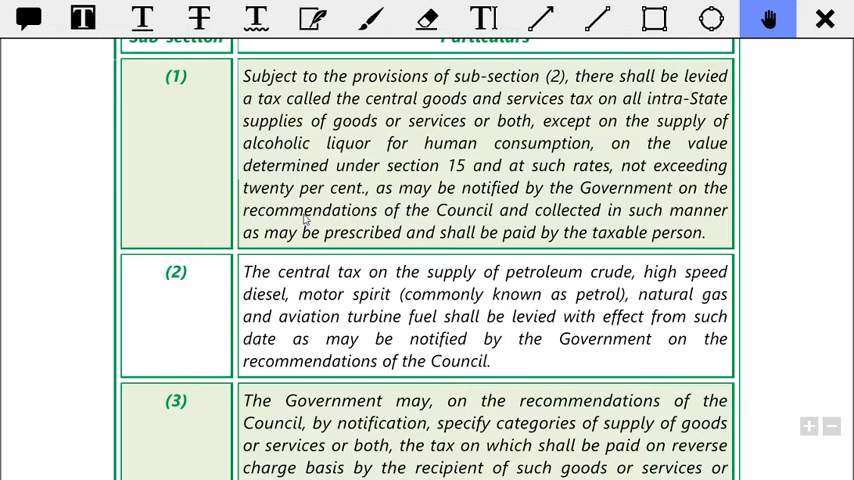 Sub-section
Particulars
(1)
Subject to the provisions of sub-section (2), there shall be levied
a tax called the central goods and services tax on all intra-State
supplies of goods or services or both, except on the supply of
alcoholic liquor for human consumption, on the value
determined under section 15 and at such rates, not exceeding
twenty per cent., as may be notified by the Government on the
recommendations of the Council and collected in such manner
as may be prescribed and shall be paid by the taxable person.
(2)
The central tax on the supply of petroleum crude, high speed
diesel, motor spirit (commonly known as petrol), natural gas
and aviation turbine fuel shall be levied with effect from such
date as may be notified by the Government on the
recommendations of the Council.
(3)
The Government may, on the recommendations of the
Council, by notification, specify categories of supply of goods
or services or both, the tax on which shall be paid on reverse
charge basis by the recipient of such goods or services or